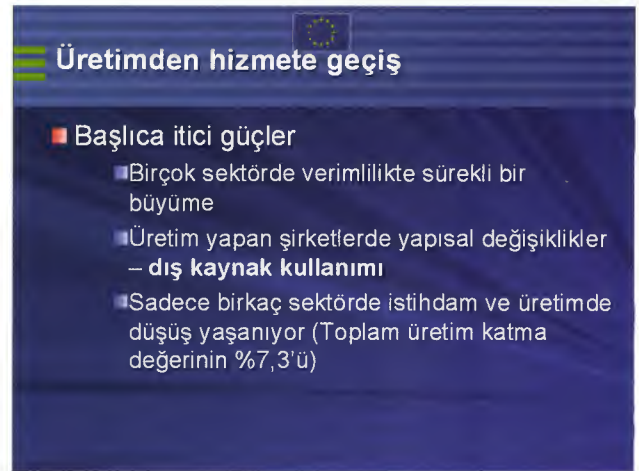 Üretimden hizmete geçiş
Başlıca itici güçler
Birçok sektörde verimlilikte sürekli bir
büyüme
Üretim yapan şirketlerde yapısal değişiklikler
– dış kaynak kullanımı
Sadece birkaç sektörde istihdam ve üretimde
düşüş yaşanıyor (Toplam üretim katma
değerinin %7,3’ü)